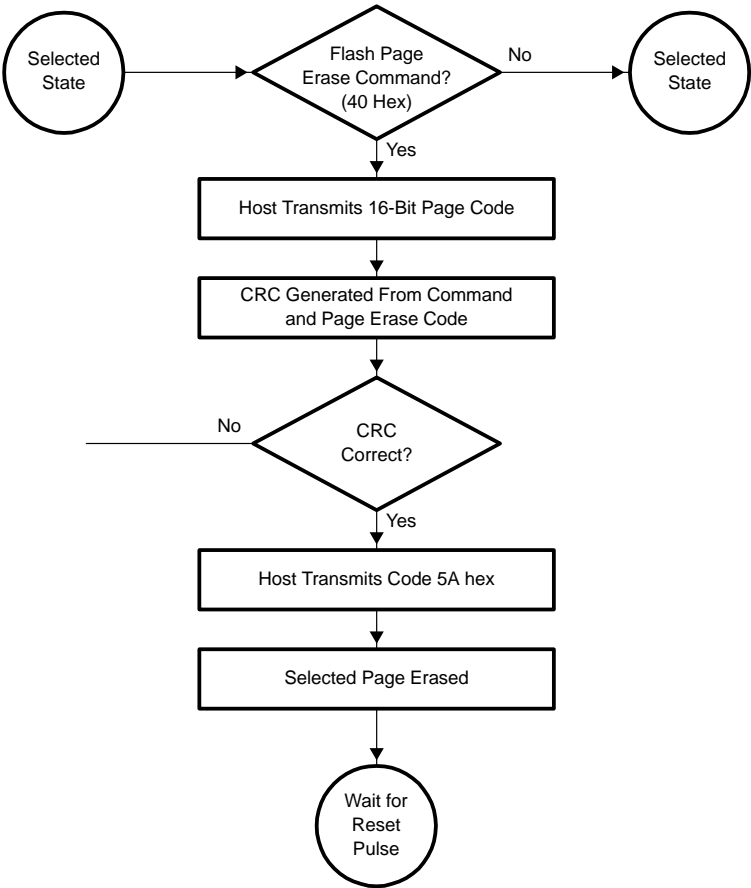 Selected
State
Flash Page
Erase Command?
(40 Hex)
No
Selected
State
Yes
Host Transmits 16-Bit Page Code
CRC Generated From Command
and Page Erase Code
No
CRC
Correct?
Yes
Host Transmits Code 5A hex
Selected Page Erased
Wait for
Reset
Pulse